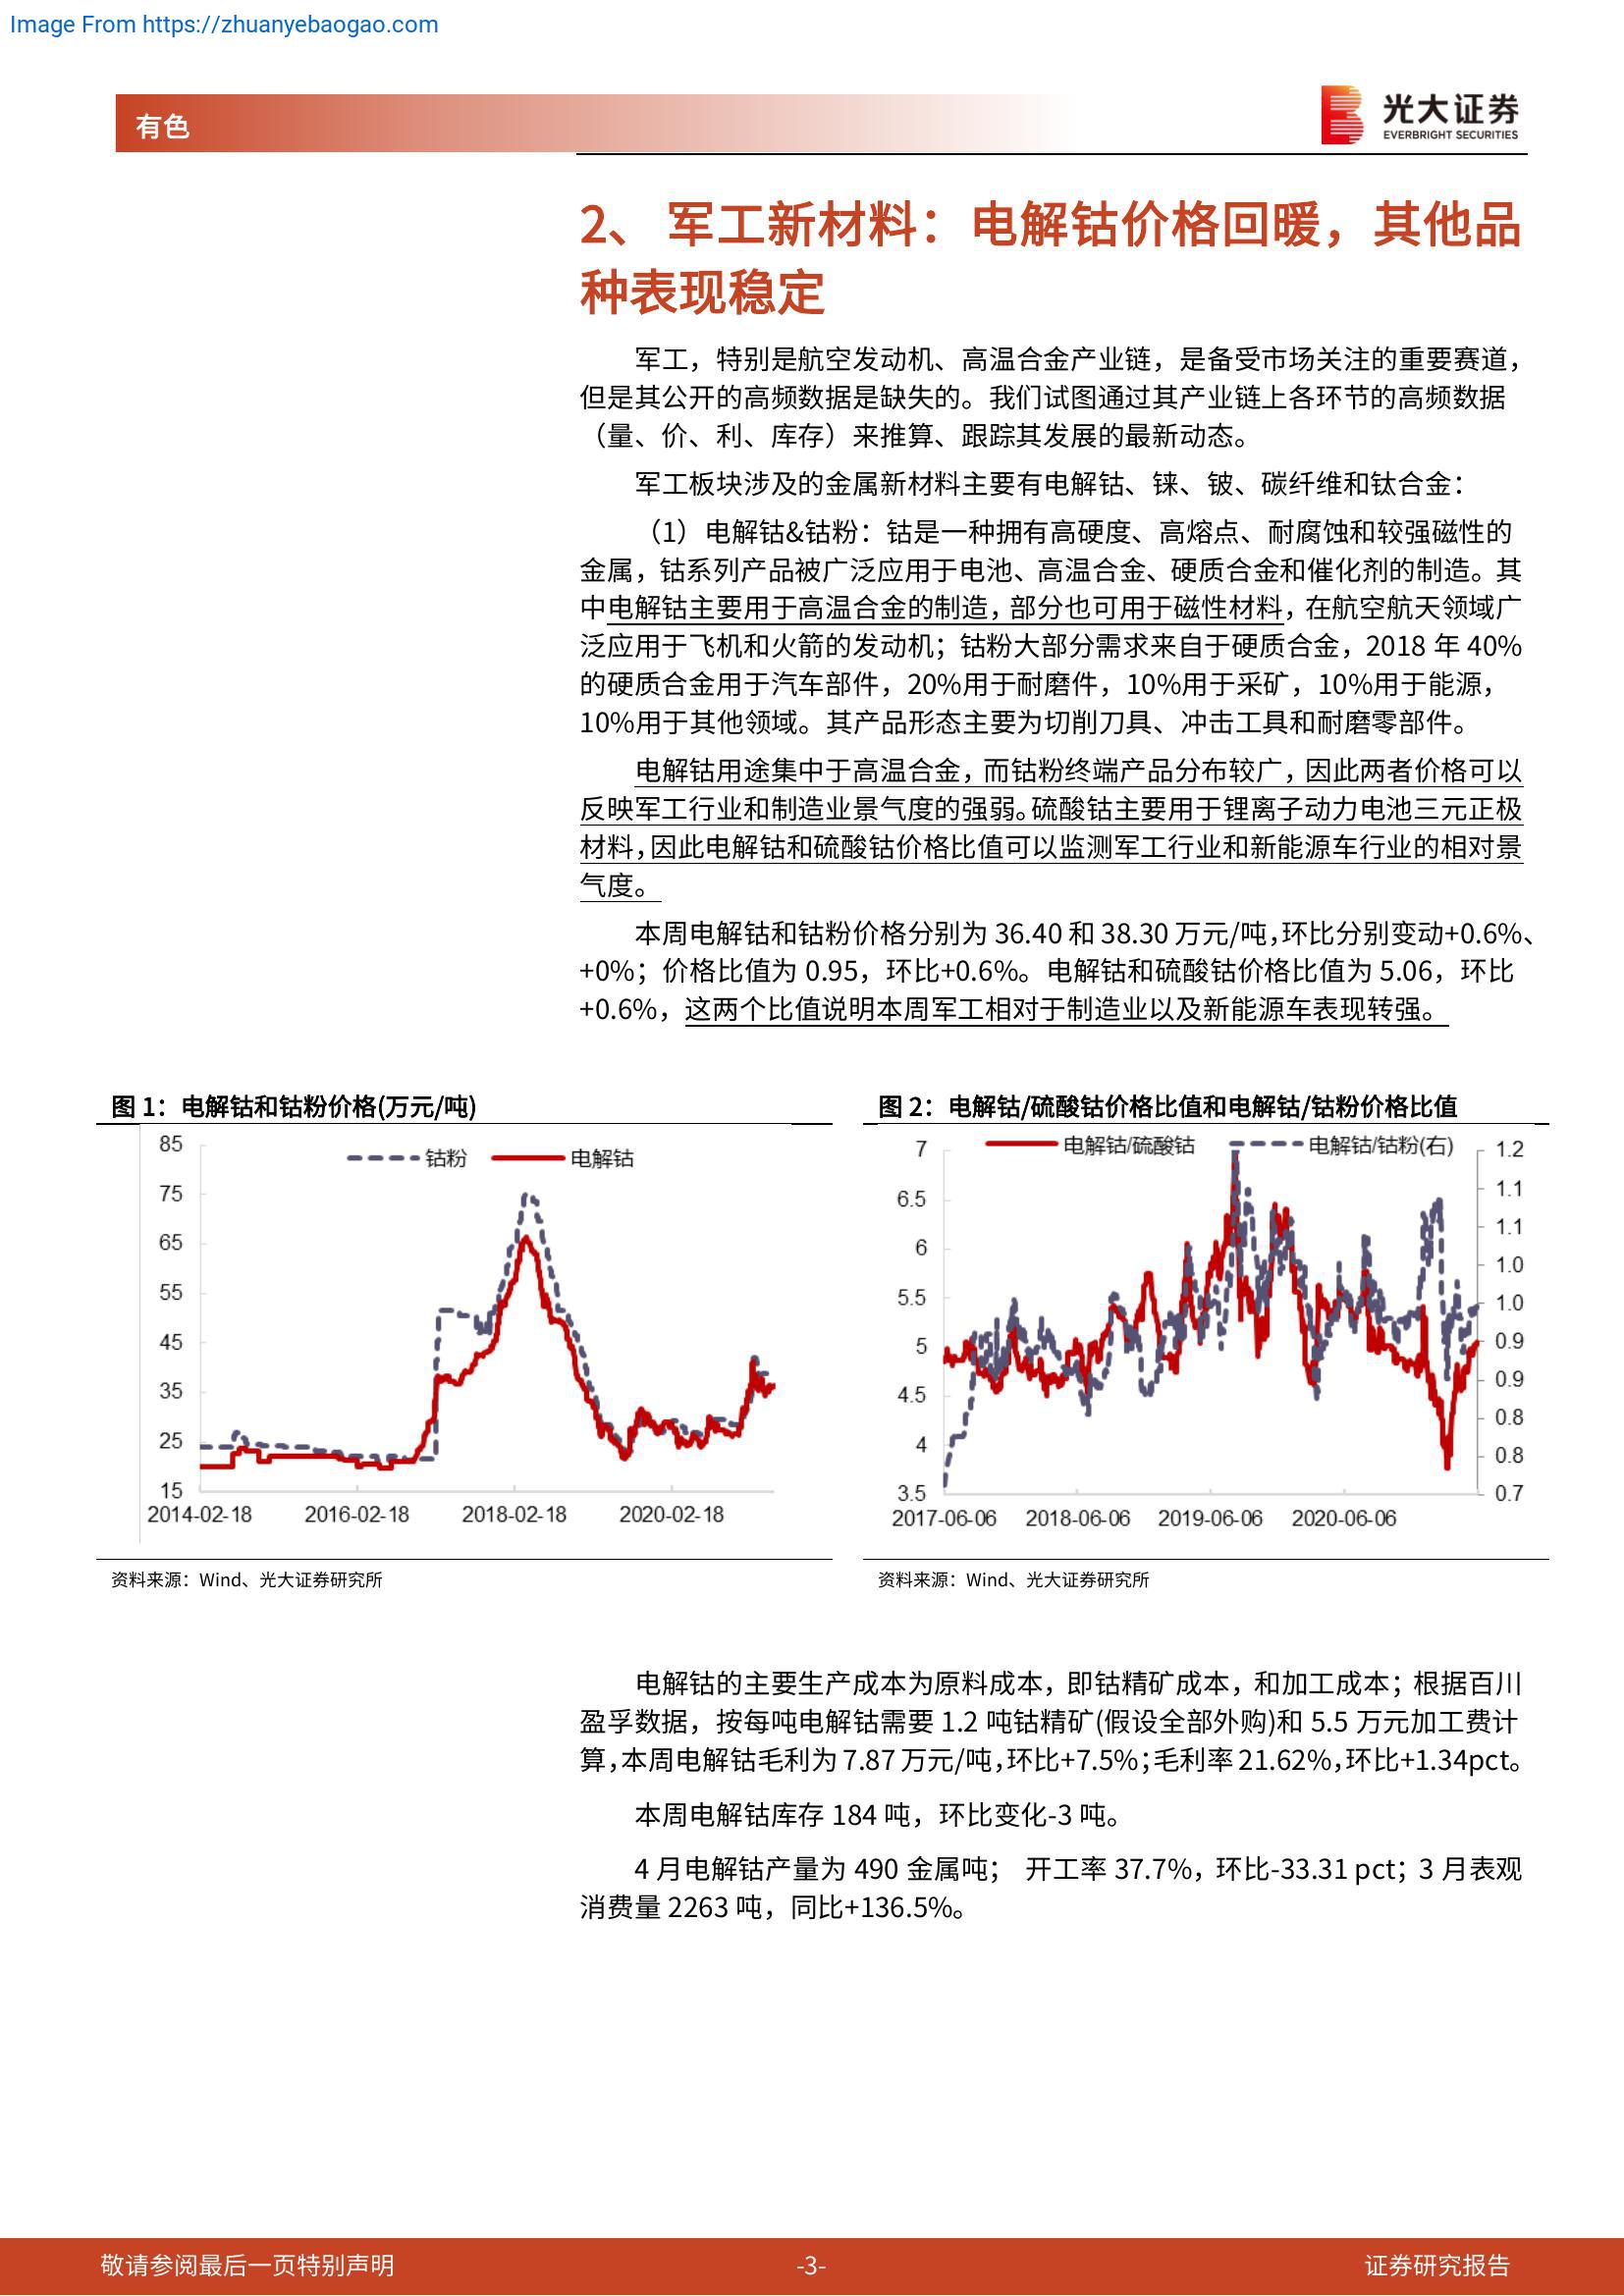 Image From https://zhuanyebaogao.com
有色
光大证券
EVERBRIGHT SECURITIES
2、 军工新材料：电解钴价格回暖，其他品
种表现稳定
军工，特别是航空发动机、高温合金产业链，是备受市场关注的重要赛道，
但是其公开的高频数据是缺失的。我们试图通过其产业链上各环节的高频数据
（量、价、利、库存）来推算、跟踪其发展的最新动态。
军工板块涉及的金属新材料主要有电解钴、铼、铍、碳纤维和钛合金：
（1）电解钴&钴粉：钴是一种拥有高硬度、高熔点、耐腐蚀和较强磁性的
金属，钴系列产品被广泛应用于电池、高温合金、硬质合金和催化剂的制造。其
中电解钴主要用于高温合金的制造，部分也可用于磁性材料，在航空航天领域广
泛应用于飞机和火箭的发动机；钴粉大部分需求来自于硬质合金，2018 年 40%
的硬质合金用于汽车部件，20%用于耐磨件，10%用于采矿，10%用于能源，
10%用于其他领域。其产品形态主要为切削刀具、冲击工具和耐磨零部件。
电解钴用途集中于高温合金，而钴粉终端产品分布较广，因此两者价格可以
反映军工行业和制造业景气度的强弱。硫酸钴主要用于锂离子动力电池三元正极
材料，因此电解钴和硫酸钴价格比值可以监测军工行业和新能源车行业的相对景
气度。
本周电解钴和钴粉价格分别为 36.40 和 38.30 万元/吨，环比分别变动+0.6%、
+0%；价格比值为 0.95，环比+0.6%。电解钴和硫酸钴价格比值为 5.06，环比
+0.6%，这两个比值说明本周军工相对于制造业以及新能源车表现转强。
图 1：电解钴和钴粉价格(万元/吨)
85
75
65
55
45
35
25
15
钴粉
电解钴
2014-02-18
2016-02-18
2018-02-18
2020-02-18
资料来源：Wind、光大证券研究所
图 2：电解钴/硫酸钴价格比值和电解钴/钴粉价格比值
电解钴/硫酸钴
电解钴/钴粉(右)
7
6.5
6
5.5
5
4.5
4
3.5
1.2
1.1
1.1
1.0
1.0
0.9
0.9
0.8
0.8
0.7
2017-06-06
2018-06-06
2019-06-06
2020-06-06
资料来源：Wind、光大证券研究所
电解钴的主要生产成本为原料成本，即钴精矿成本，和加工成本；根据百川
盈孚数据，按每吨电解钴需要 1.2 吨钴精矿(假设全部外购)和 5.5 万元加工费计
算，本周电解钴毛利为 7.87 万元/吨，环比+7.5%；毛利率 21.62%，环比+1.34pct。
本周电解钴库存 184 吨，环比变化-3 吨。
4 月电解钴产量为 490 金属吨； 开工率 37.7%，环比-33.31 pct；3 月表观
消费量 2263 吨，同比+136.5%。
敬请参阅最后一页特别声明
-3-
证券研究报告